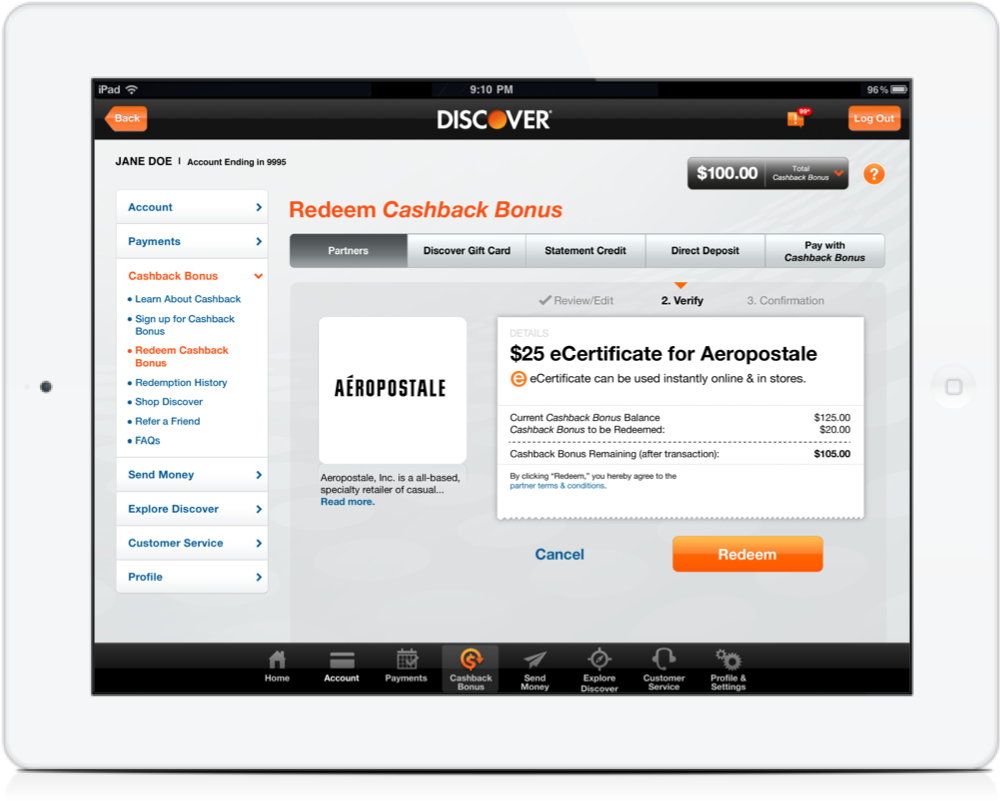 iPad 9:10 PM 96%
Back DISCOVER 99+ Log Out
JANE DOE | Account Ending in 9995
$100.00 Total
Cashback Bonus
?
Account
Payments
Cashback Bonus
• Learn About Cashback
• Sign up for Cashback
Bonus
• Redeem Cashback
Bonus
• Redemption History
• Shop Discover
• Refer a Friend
• FAQs
Send Money
Explore Discover
Customer Service
Profile
Redeem Cashback Bonus
Partners
Discover Gift Card
Statement Credit
Direct Deposit
Pay with
Cashback Bonus
Review/Edit 2. Verify 3. Confirmation
AÉROPOSTALE
Aeropostale, Inc. is a all-based,
specialty retailer of casual...
Read more.
DETAILS
$25 eCertificate for Aeropostale
eCertificate can be used instantly online & in stores.
Current Cashback Bonus Balance $125.00
Cashback Bonus to be Redeemed: $20.00
Cashback Bonus Remaining (after transaction): $105.00
By clicking “Redeem,” you hereby agree to the
partner terms & conditions.
Cancel Redeem
Home
Account
Payments
Cashback
Bonus
Send
Money
Explore
Discover
Customer
Service
Profile &
Settings